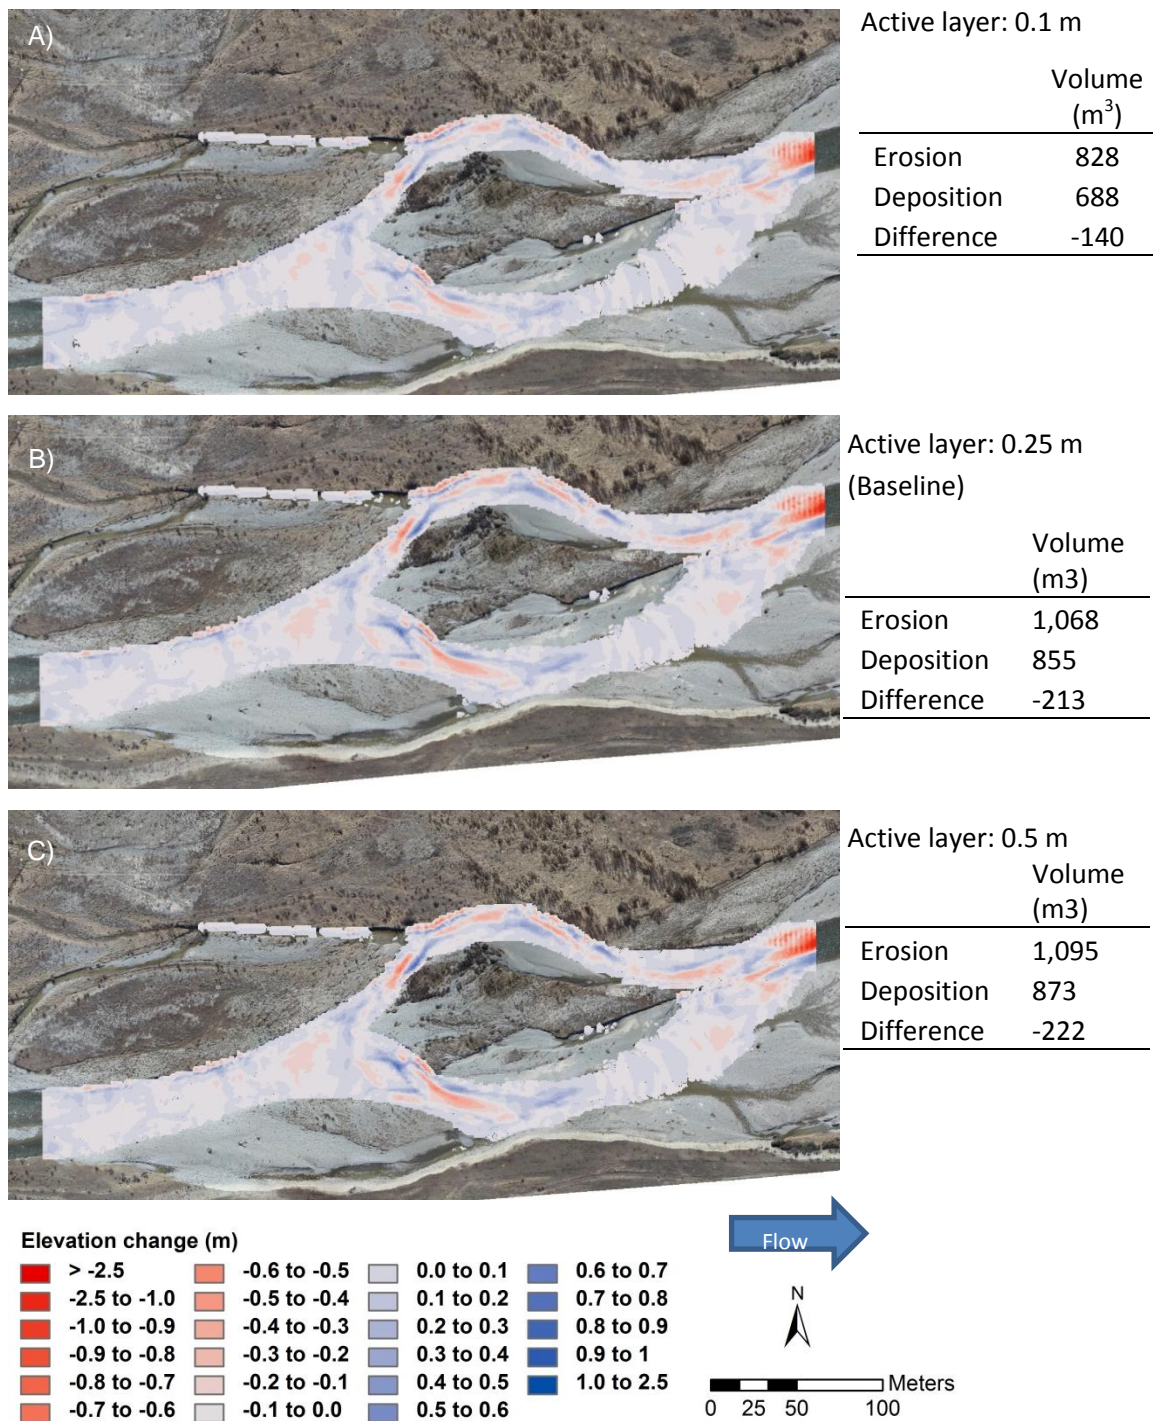 A)
Active layer: 0.1 m
Volume
(m³)
Erosion 828
Deposition 688
Difference -140
B)
Active layer: 0.25 m
(Baseline)
Volume
(m3)
Erosion 1,068
Deposition 855
Difference -213
C)
Active layer: 0.5 m
Volume
(m3)
Erosion 1,095
Deposition 873
Difference -222
Flow
Elevation change (m)
> -2.5
-2.5 to -1.0
-1.0 to -0.9
-0.9 to -0.8
-0.8 to -0.7
-0.7 to -0.6
-0.6 to -0.5
-0.5 to -0.4
-0.4 to -0.3
-0.3 to -0.2
-0.2 to -0.1
-0.1 to 0.0
0.0 to 0.1
0.1 to 0.2
0.2 to 0.3
0.3 to 0.4
0.4 to 0.5
0.5 to 0.6
0.6 to 0.7
0.7 to 0.8
0.8 to 0.9
0.9 to 1
1.0 to 2.5
N
Meters
0 25 50 100